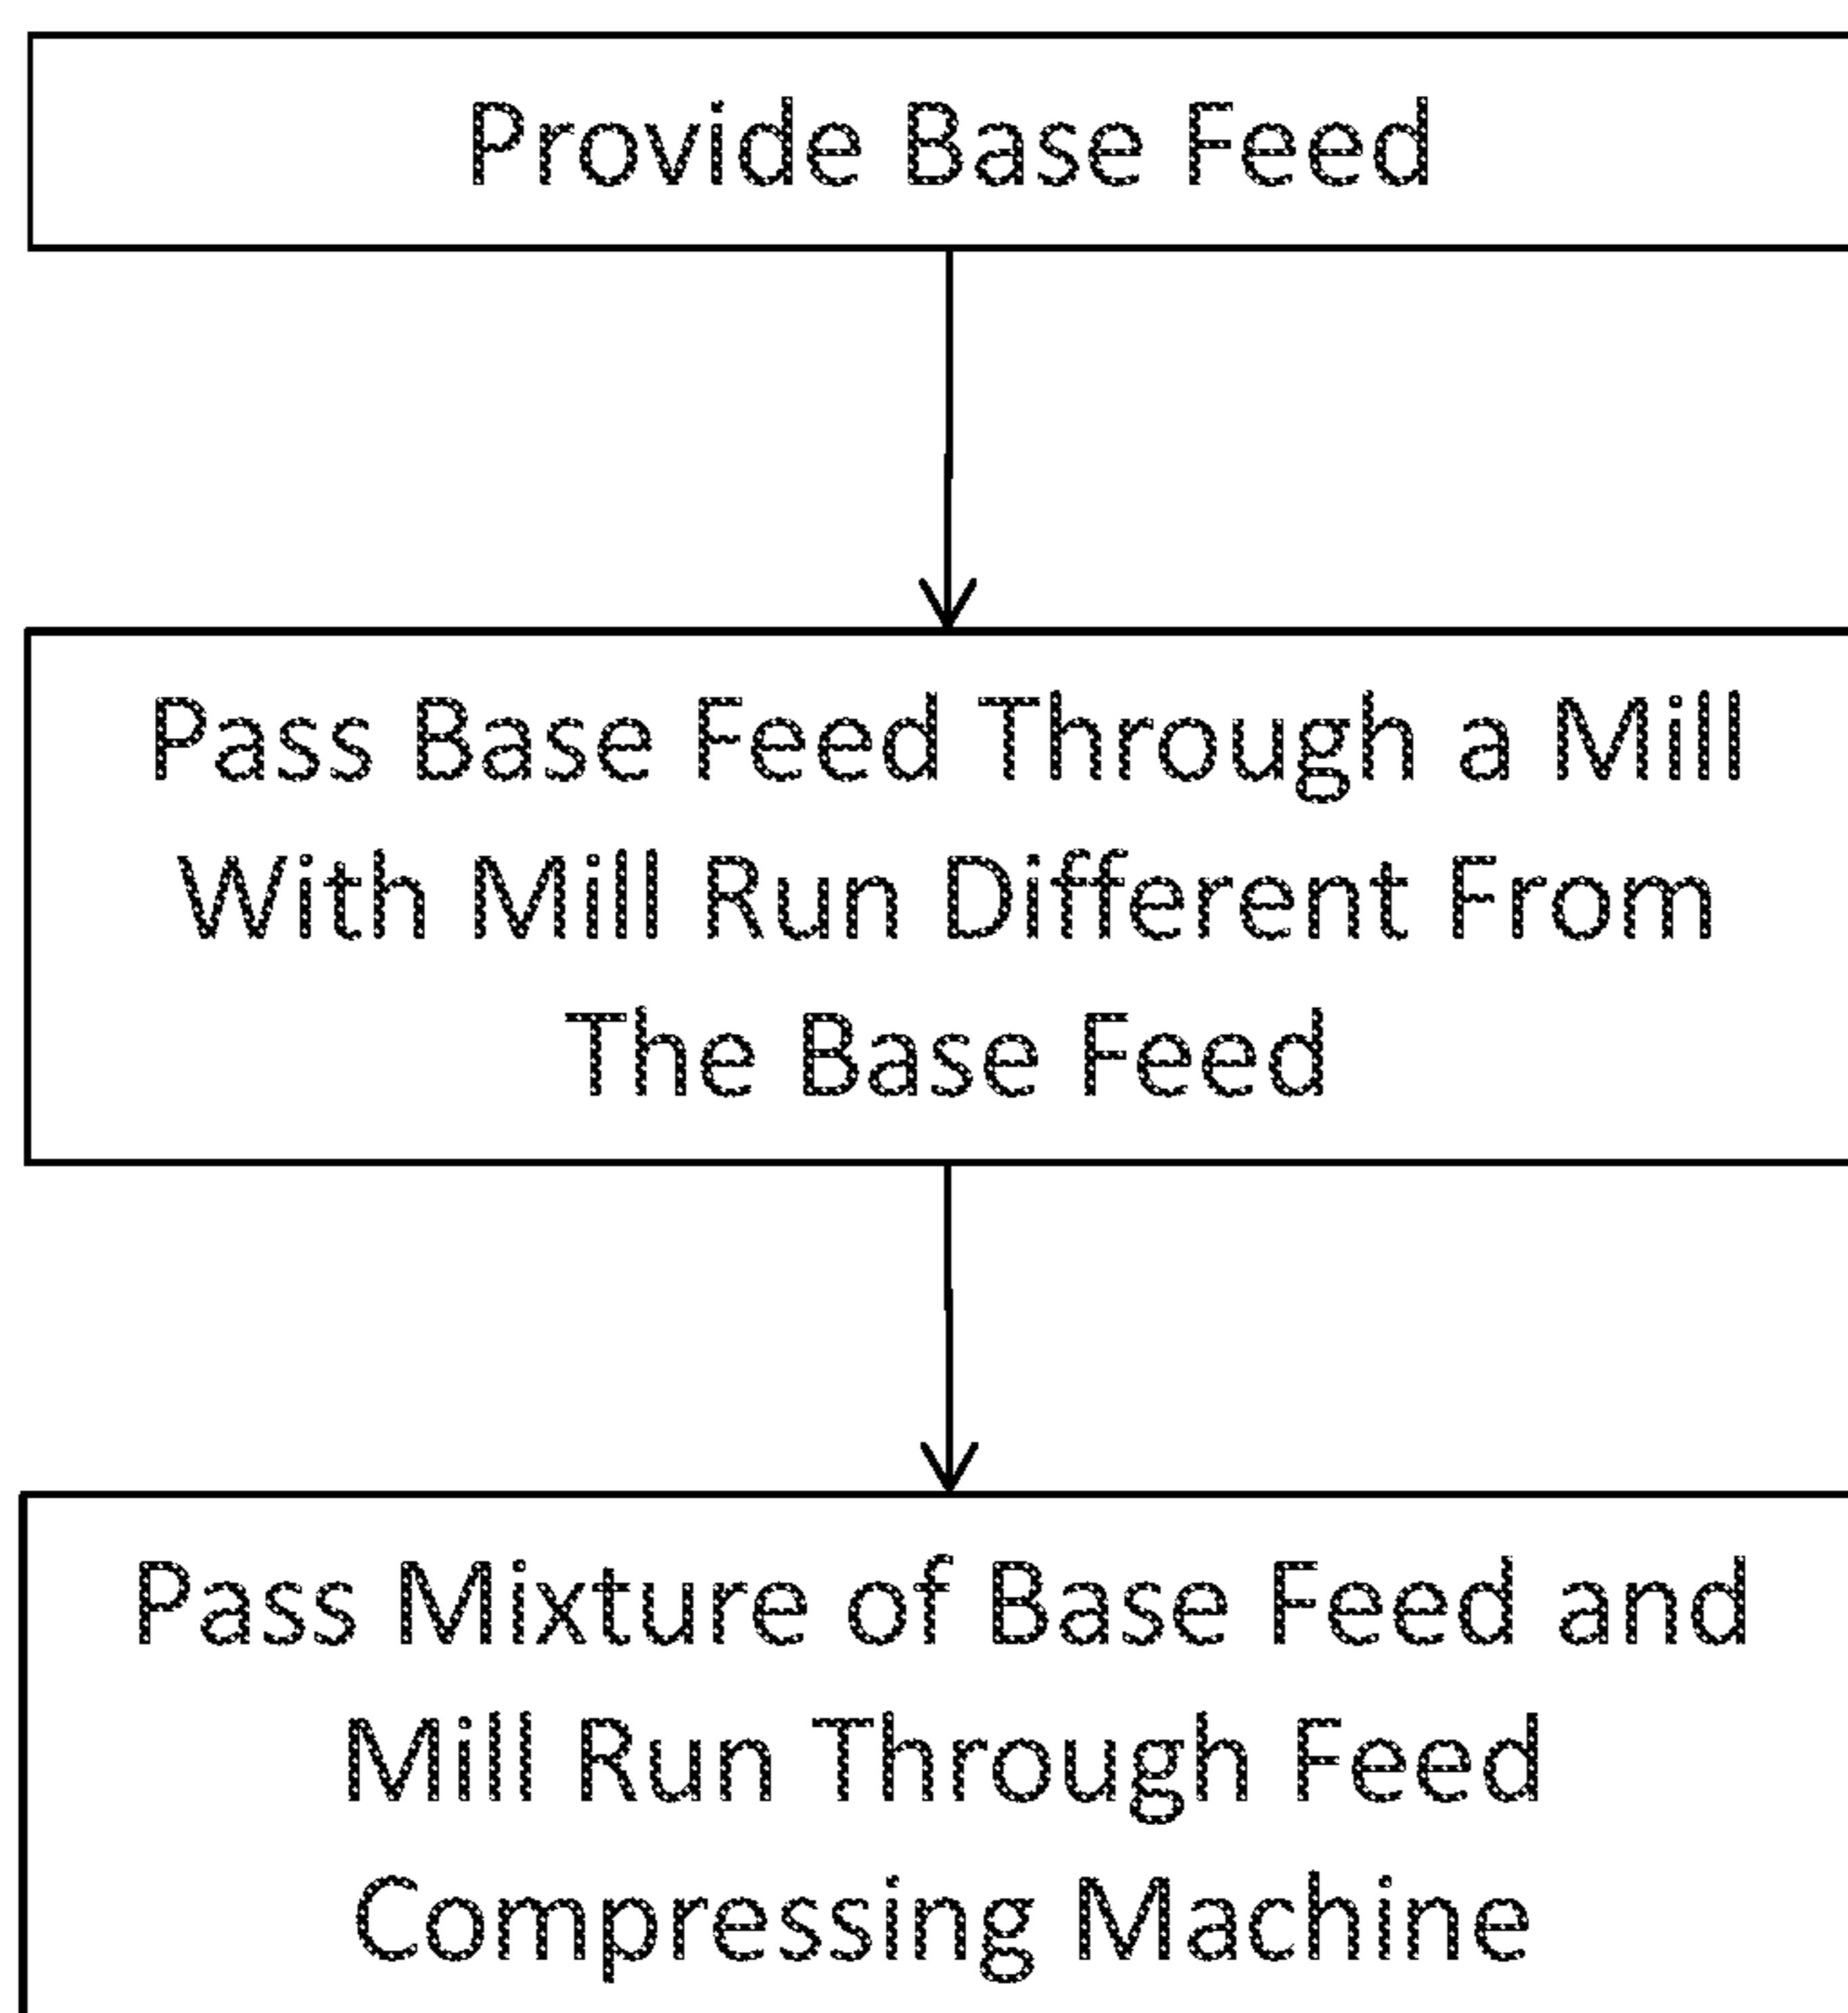 Provide Base Feed
Pass Base Feed Through a Mill
With Mill Run Different From
The Base Feed
Pass Mixture of Base Feed and
Mill Run Through Feed
Compressing Machine